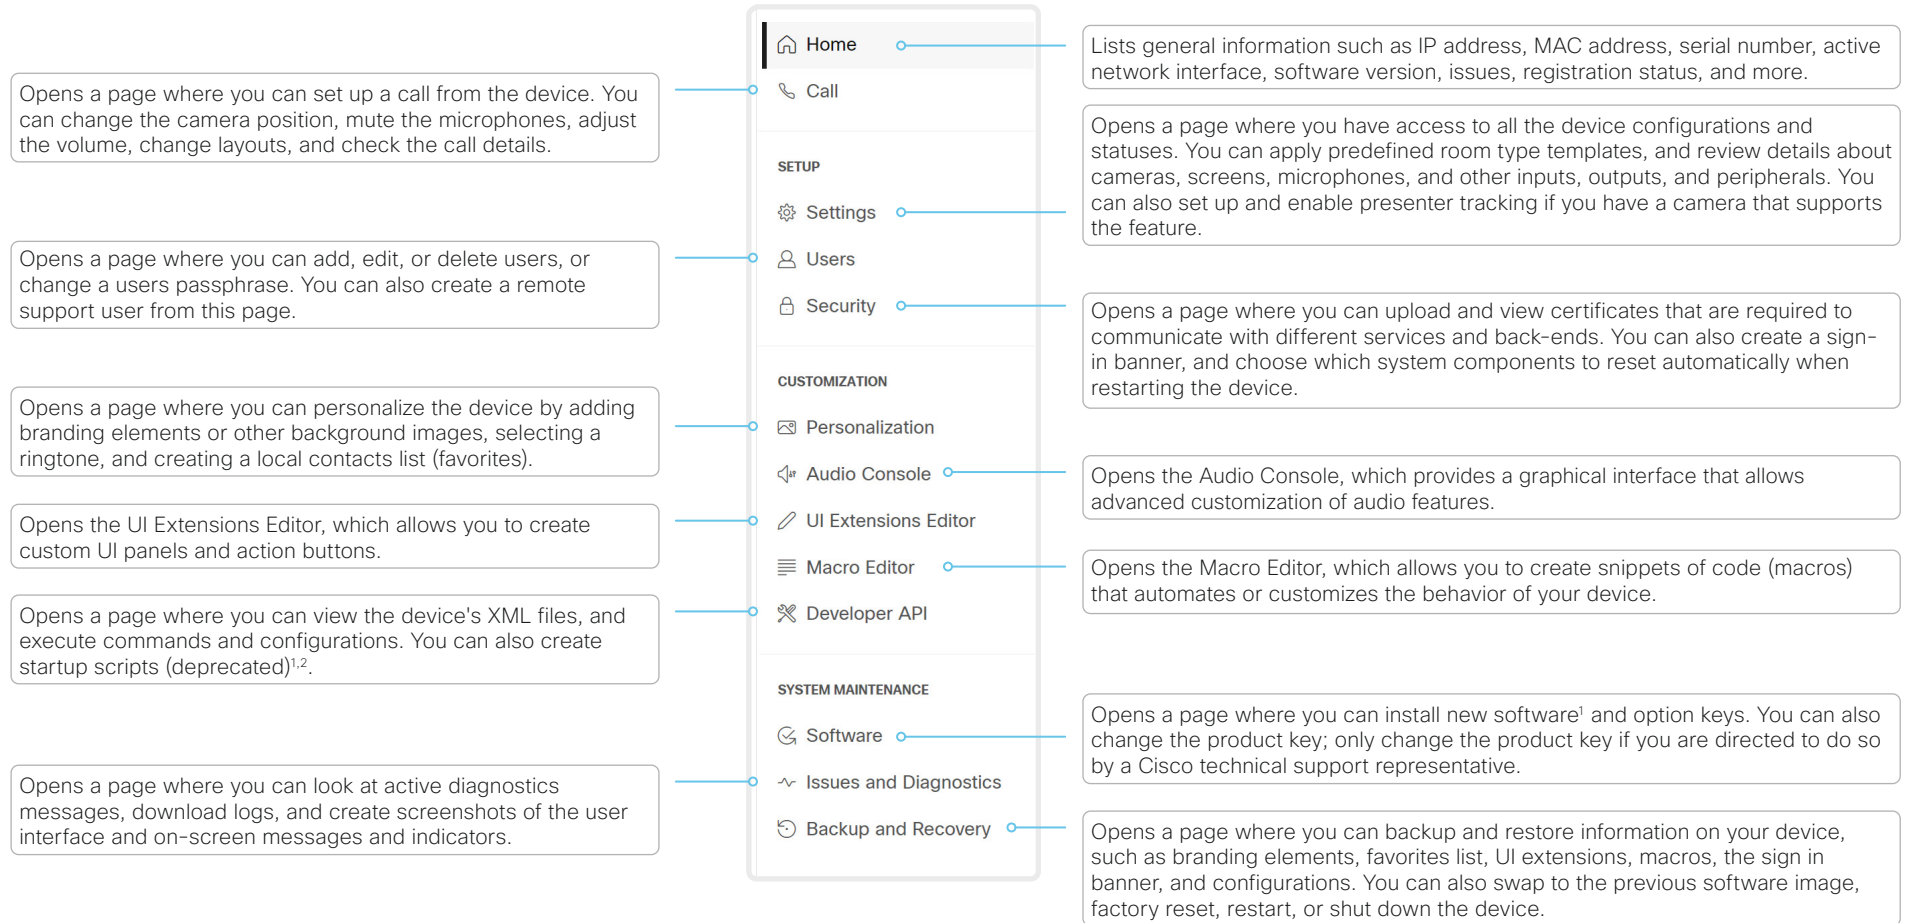 Home
Call
SETUP
Settings
Users
Security
CUSTOMIZATION
Personalization
Audio Console
UI Extensions Editor
Macro Editor
Developer API
SYSTEM MAINTENANCE
Software
Issues and Diagnostics
Backup and Recovery
Opens a page where you can set up a call from the device. You
can change the camera position, mute the microphones, adjust
the volume, change layouts, and check the call details.
Opens a page where you can add, edit, or delete users, or
change a users passphrase. You can also create a remote
support user from this page.
Opens a page where you can personalize the device by adding
branding elements or other background images, selecting a
ringtone, and creating a local contacts list (favorites).
Opens the UI Extensions Editor, which allows you to create
custom UI panels and action buttons.
Opens a page where you can view the device's XML files, and
execute commands and configurations. You can also create
startup scripts (deprecated)1,2.
Opens a page where you can look at active diagnostics
messages, download logs, and create screenshots of the user
interface and on-screen messages and indicators.
Lists general information such as IP address, MAC address, serial number, active
network interface, software version, issues, registration status, and more.
Opens a page where you have access to all the device configurations and
statuses. You can apply predefined room type templates, and review details about
cameras, screens, microphones, and other inputs, outputs, and peripherals. You
can also set up and enable presenter tracking if you have a camera that supports
the feature.
Opens a page where you can upload and view certificates that are required to
communicate with different services and back-ends. You can also create a sign-
in banner, and choose which system components to reset automatically when
restarting the device.
Opens the Audio Console, which provides a graphical interface that allows
advanced customization of audio features.
Opens the Macro Editor, which allows you to create snippets of code (macros)
that automates or customizes the behavior of your device.
Opens a page where you can install new software1 and option keys. You can also
change the product key; only change the product key if you are directed to do so
by a Cisco technical support representative.
Opens a page where you can backup and restore information on your device,
such as branding elements, favorites list, UI extensions, macros, the sign in
banner, and configurations. You can also swap to the previous software image,
factory reset, restart, or shut down the device.